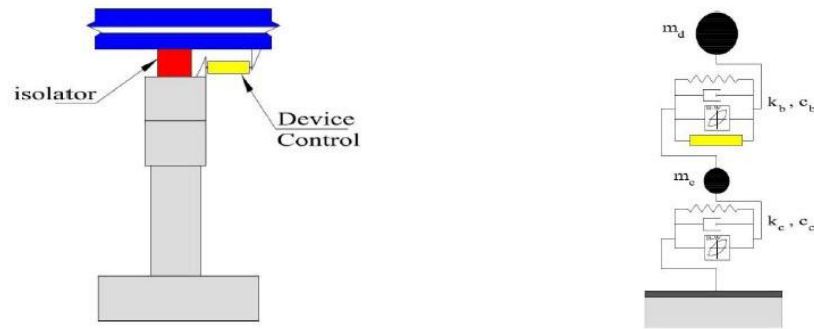 isolator
Device
Control
m_d
k_b , c_b
m_c
k_c , c_c